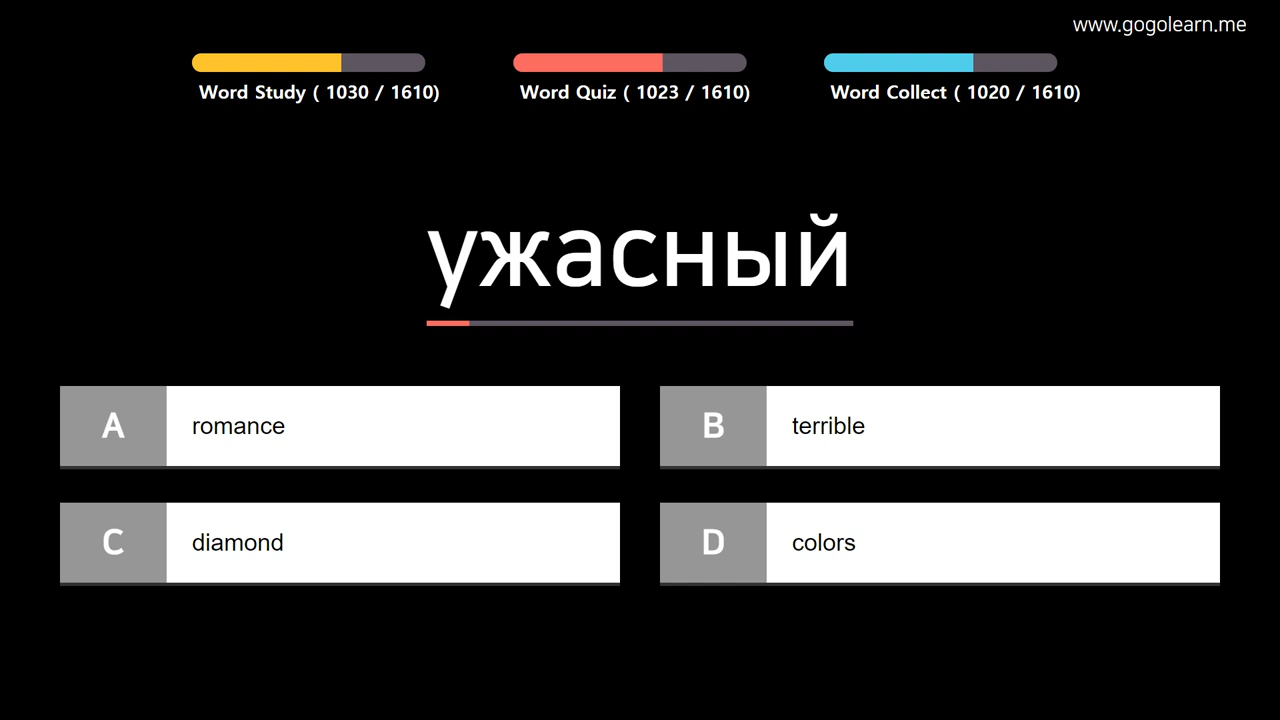 www.gogolearn.me
Word Study ( 1030 / 1610)
Word Quiz ( 1023 / 1610)
Word Collect ( 1020 / 1610)
ужасный
A romance
B terrible
C diamond
D colors